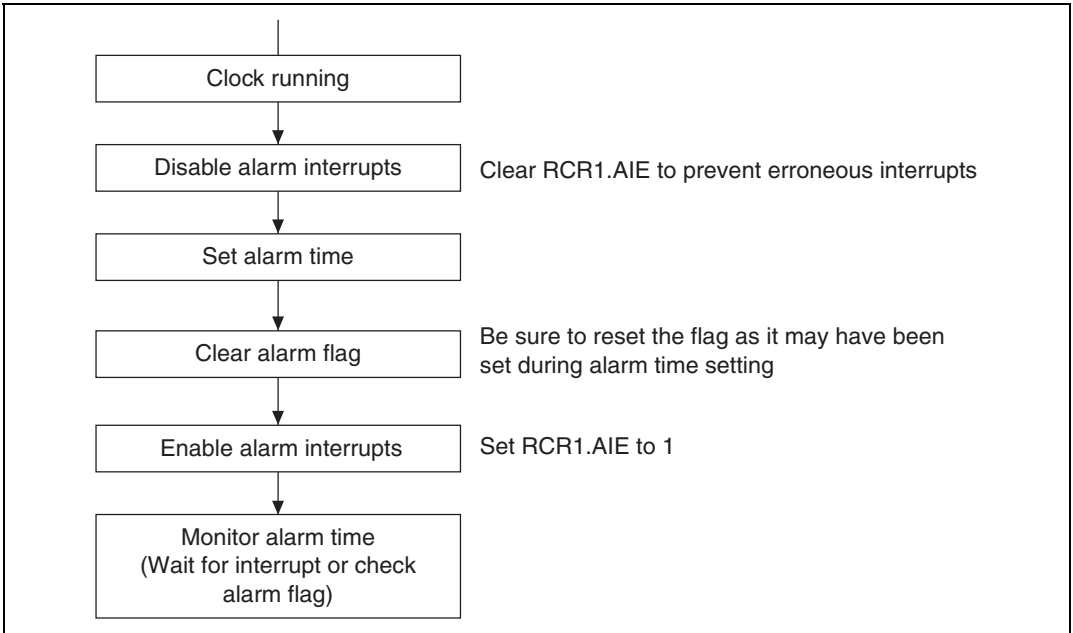 Clock running
Disable alarm interrupts
Clear RCR1.AIE to prevent erroneous interrupts
Set alarm time
Clear alarm flag
Be sure to reset the flag as it may have been
set during alarm time setting
Enable alarm interrupts
Set RCR1.AIE to 1
Monitor alarm time
(Wait for interrupt or check
alarm flag)